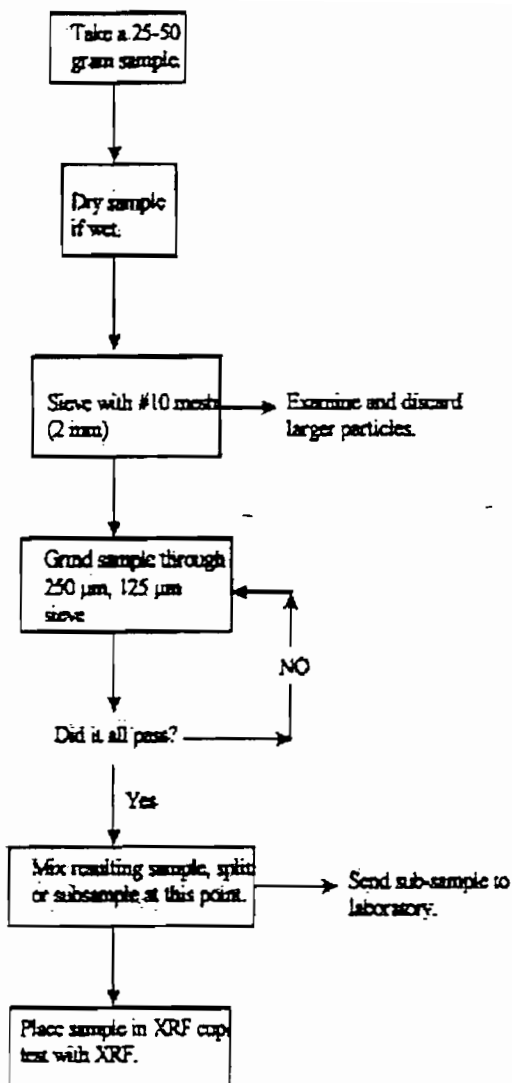 Take a 25-50
gram sample.
Dry sample
if wet.
Sieve with #10 mesh
(2 mm)
Examine and discard
larger particles.
Grind sample through
250 µm, 125 µm
sieve
NO
Did it all pass?
Yes
Mix resulting sample, split
or subsample at this point.
Send sub-sample to
laboratory.
Place sample in XRF cup,
test with XRF.